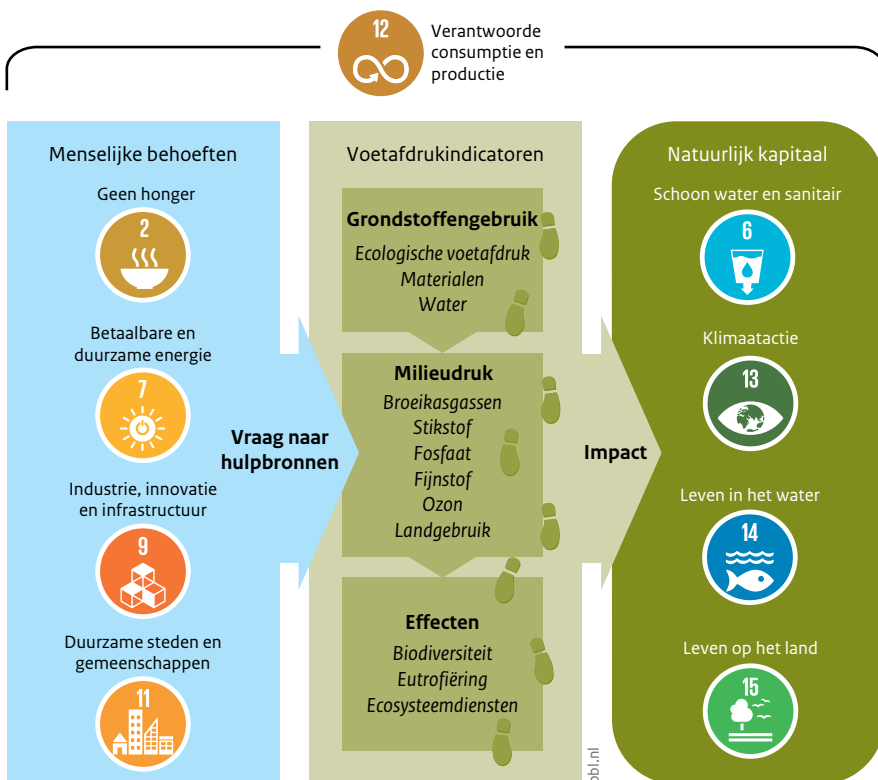 12
Verantwoorde
consumptie en
productie
Menselijke behoeften
Geen honger
2
Betaalbare en
duurzame energie
7
Industrie, innovatie
en infrastructuur
9
Duurzame steden en
gemeenschappen
11
Vraag naar
hulpbronnen
Voetafdrukindicatoren
Grondstoffengebruik
Ecologische voetafdruk
Materialen
Water
Milieudruk
Broeikasgassen
Stikstof
Fosfaat
Fijnstof
Ozon
Landgebruik
Effecten
Biodiversiteit
Eutrofiëring
Ecosysteemdiensten
Impact
Natuurlijk kapitaal
Schoon water en sanitair
6
Klimaatactie
13
Leven in het water
14
Leven op het land
15
pbl.nl